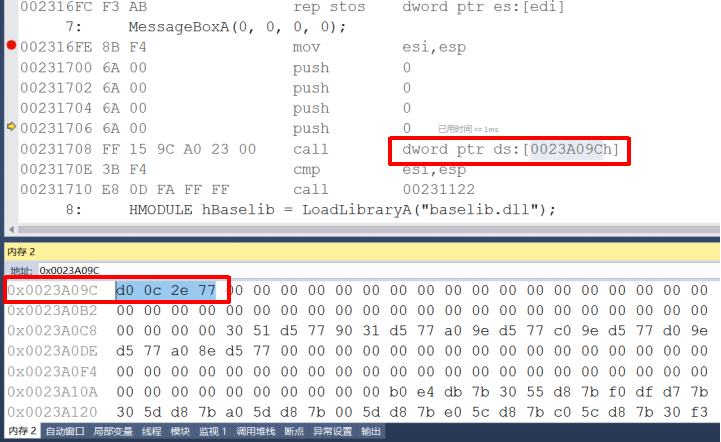 002316FC F3 AB rep stos dword ptr es:[edi]
7: MessageBoxA(0, 0, 0, 0);
002316FE 8B F4 mov esi,esp
00231700 6A 00 push 0
00231702 6A 00 push 0
00231704 6A 00 push 0
00231706 6A 00 push 0 已用时间 <= 1ms
00231708 FF 15 9C A0 23 00 call dword ptr ds:[0023A09Ch]
0023170E 3B F4 cmp esi,esp
00231710 E8 0D FA FF FF call 00231122
8: HMODULE hBaselib = LoadLibraryA("baselib.dll");
内存 2
地址: 0x0023A09C
0x0023A09C d0 0c 2e 77 00 00 00 00 00 00 00 00 00 00 00 00 00 00 00 00 00 00
0x0023A0B2 00 00 00 00 00 00 00 00 00 00 00 00 00 00 00 00 00 00 00 00 00 00
0x0023A0C8 00 00 00 00 30 51 d5 77 90 31 d5 77 a0 9e d5 77 c0 9e d5 77 d0 9e
0x0023A0DE d5 77 a0 8e d5 77 00 00 00 00 00 00 00 00 00 00 00 00 00 00 00 00
0x0023A0F4 00 00 00 00 00 00 00 00 00 00 00 00 00 00 00 00 00 00 00 00 00 00
0x0023A10A 00 00 00 00 00 00 00 00 00 00 b0 e4 db 7b 30 55 d8 7b f0 df d7 7b
0x0023A120 30 5d d8 7b a0 5d d8 7b 00 5d d8 7b e0 5c d8 7b c0 5c d8 7b 30 f3
内存 2 自动窗口 局部变量 线程 模块 监视 1 调用堆栈 断点 异常设置 输出